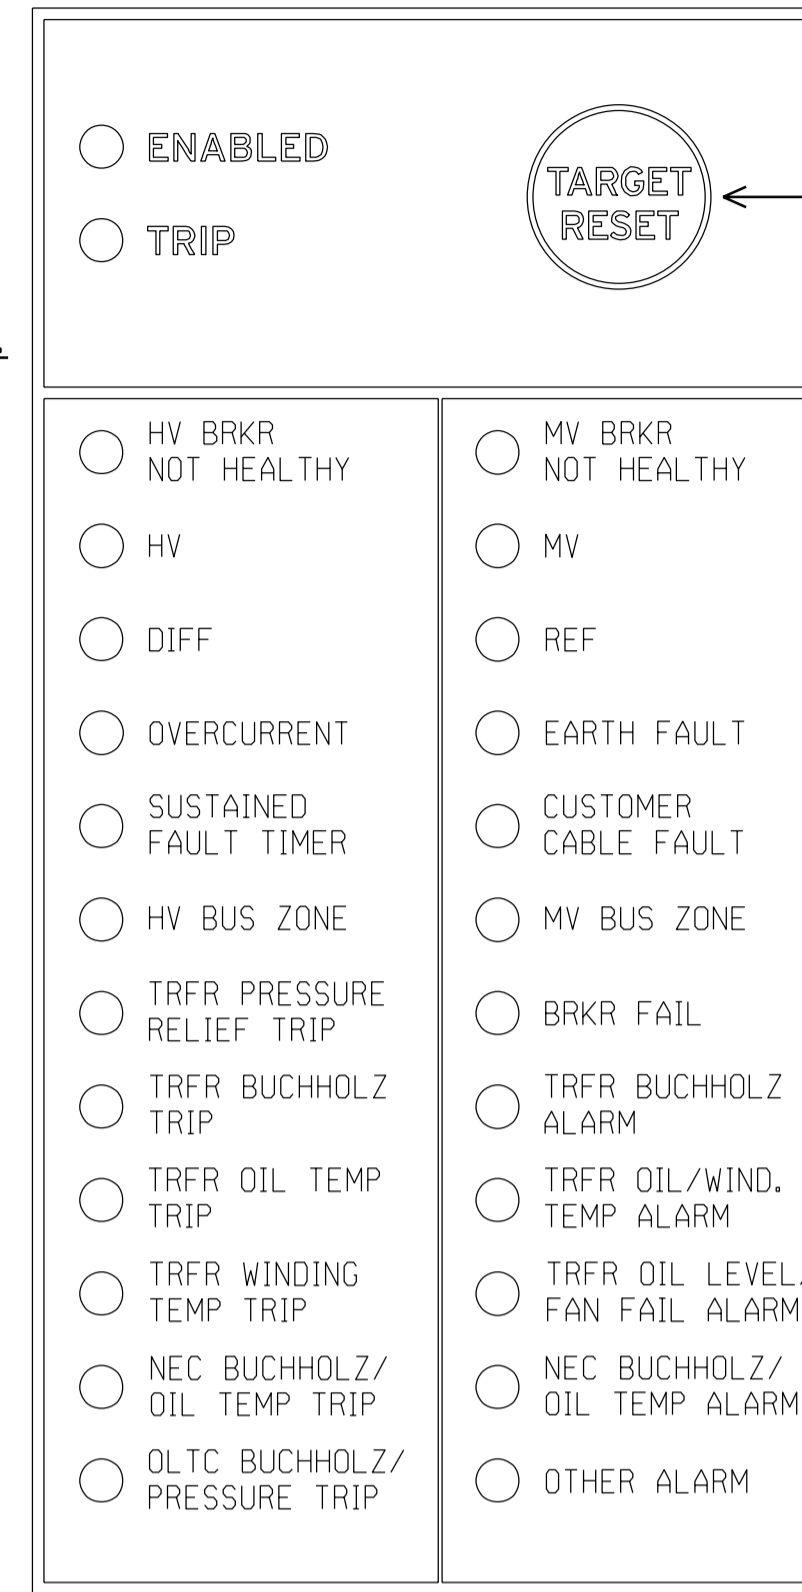 ENABLED
TRIP
TARGET
RESET
HV BRKR
NOT HEALTHY
HV
DIFF
OVERCURRENT
SUSTAINED
FAULT TIMER
HV BUS ZONE
TRFR PRESSURE
RELIEF TRIP
TRFR BUCHHOLZ
TRIP
TRFR OIL TEMP
TRIP
TRFR WINDING
TEMP TRIP
NEC BUCHHOLZ/
OIL TEMP TRIP
OLTC BUCHHOLZ/
PRESSURE TRIP
MV BRKR
NOT HEALTHY
MV
REF
EARTH FAULT
CUSTOMER
CABLE FAULT
MV BUS ZONE
BRKR FAIL
TRFR BUCHHOLZ
ALARM
TRFR OIL/WIND.
TEMP ALARM
TRFR OIL LEVEL/
FAN FAIL ALARM
NEC BUCHHOLZ/
OIL TEMP ALARM
OTHER ALARM